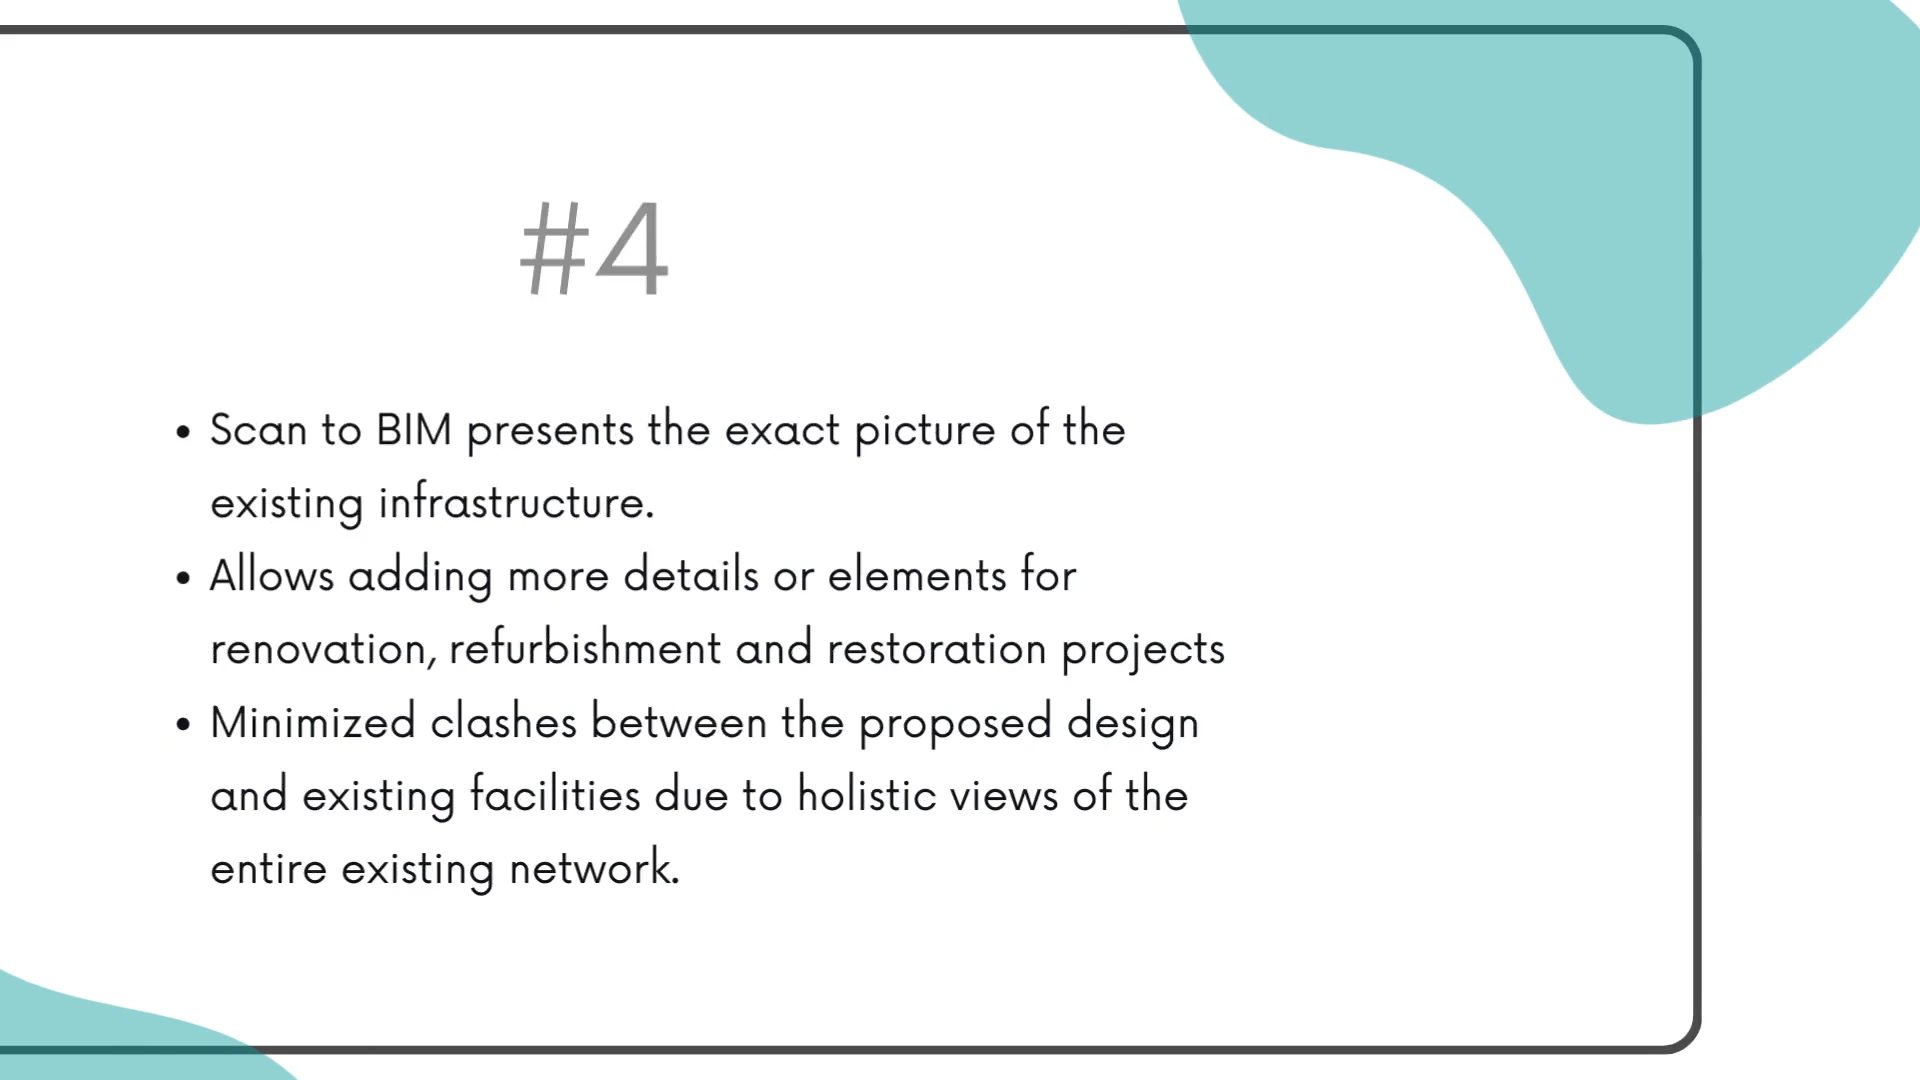 #4
• Scan to BIM presents the exact picture of the
existing infrastructure.
• Allows adding more details or elements for
renovation, refurbishment and restoration projects
• Minimized clashes between the proposed design
and existing facilities due to holistic views of the
entire existing network.